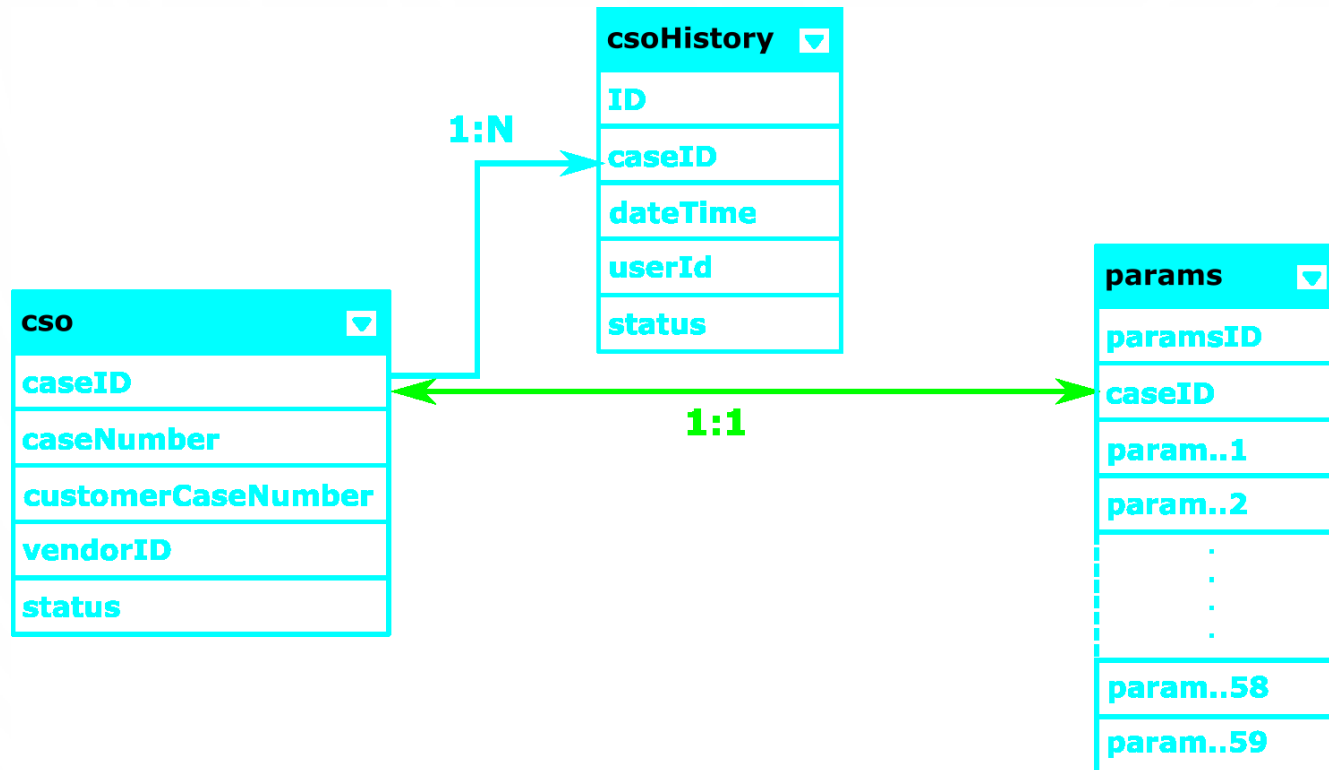 csoHistory
ID
caseID
dateTime
userId
status
1:N
cso
caseID
caseNumber
customerCaseNumber
vendorID
status
1:1
params
paramsID
caseID
param..1
param..2
.
.
.
.
param..58
param..59